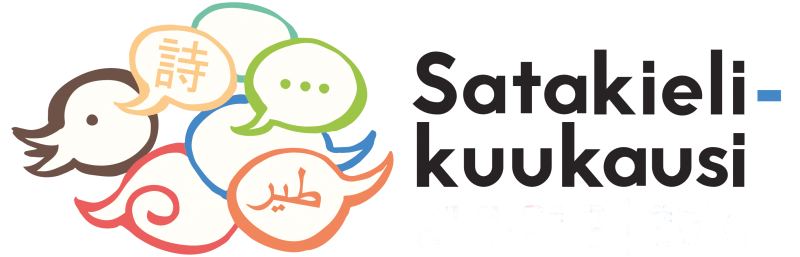 詩
...
طير
Satakieli-
kuukausi